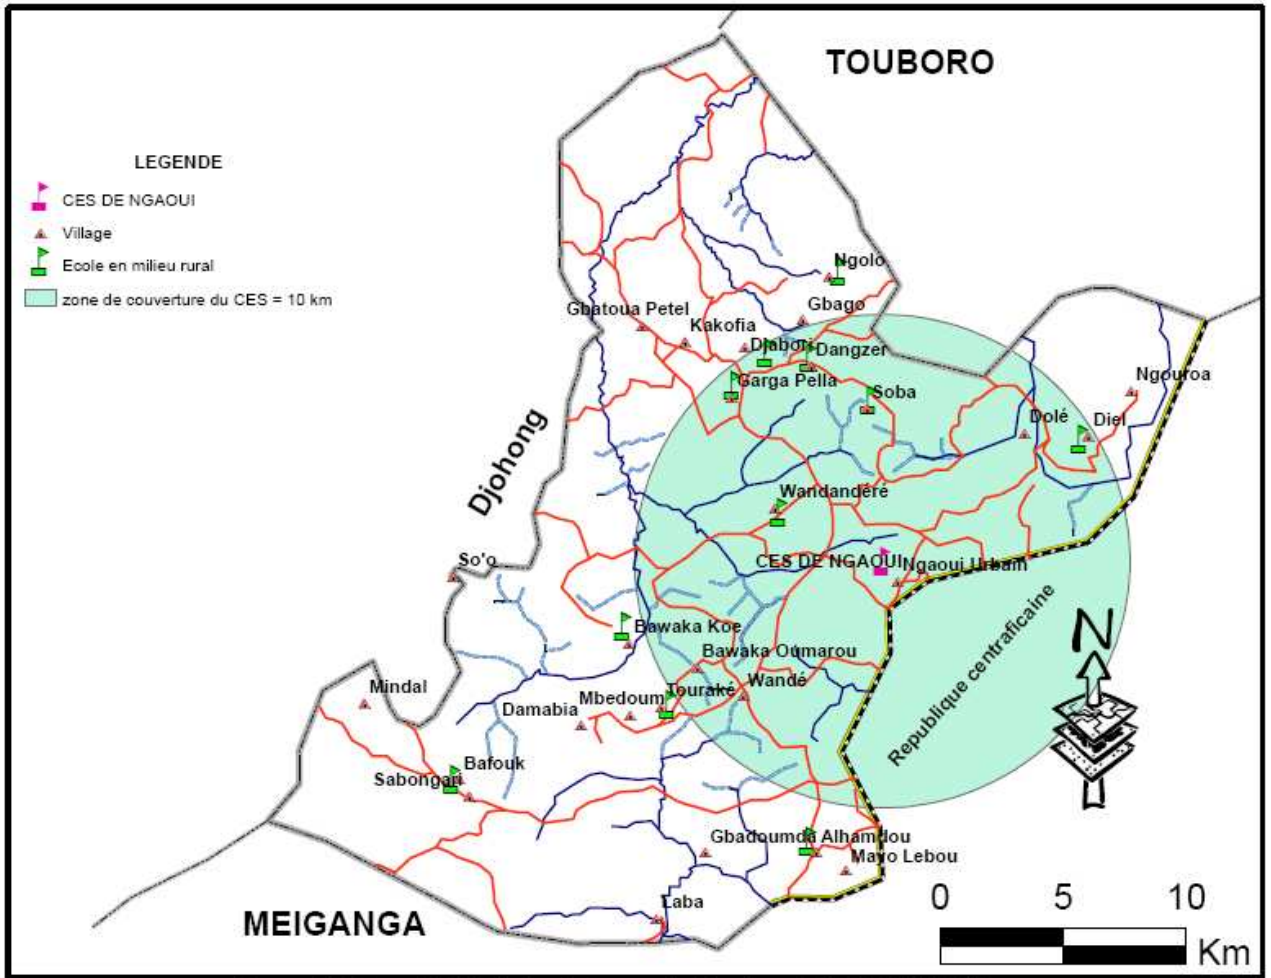 TOUBORO
LEGENDE
CES DE NGAOUI
Village
Ecole en milieu rural
zone de couverture du CES = 10 km
Ngolo
Gbago
Gbatoua Petel
Kakofia
Djabori
Dangzer
Garga Pella
Soba
Ngouroa
Dolé
Diel
Djohong
Wandandéré
So'o
CES DE NGAOUI
Ngaoui Urbain
Republique centraficaine
N
Bawaka Koe
Bawaka Oumarou
Mindal
Mbedoum
Touraké
Wandé
Damabia
Bafouk
Sabongari
Gbadoumda
Alhamdou
Mayo Lebou
Laba
MEIGANGA
0 5 10
Km